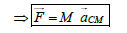 ⇒ F⃗ = M a⃗CM